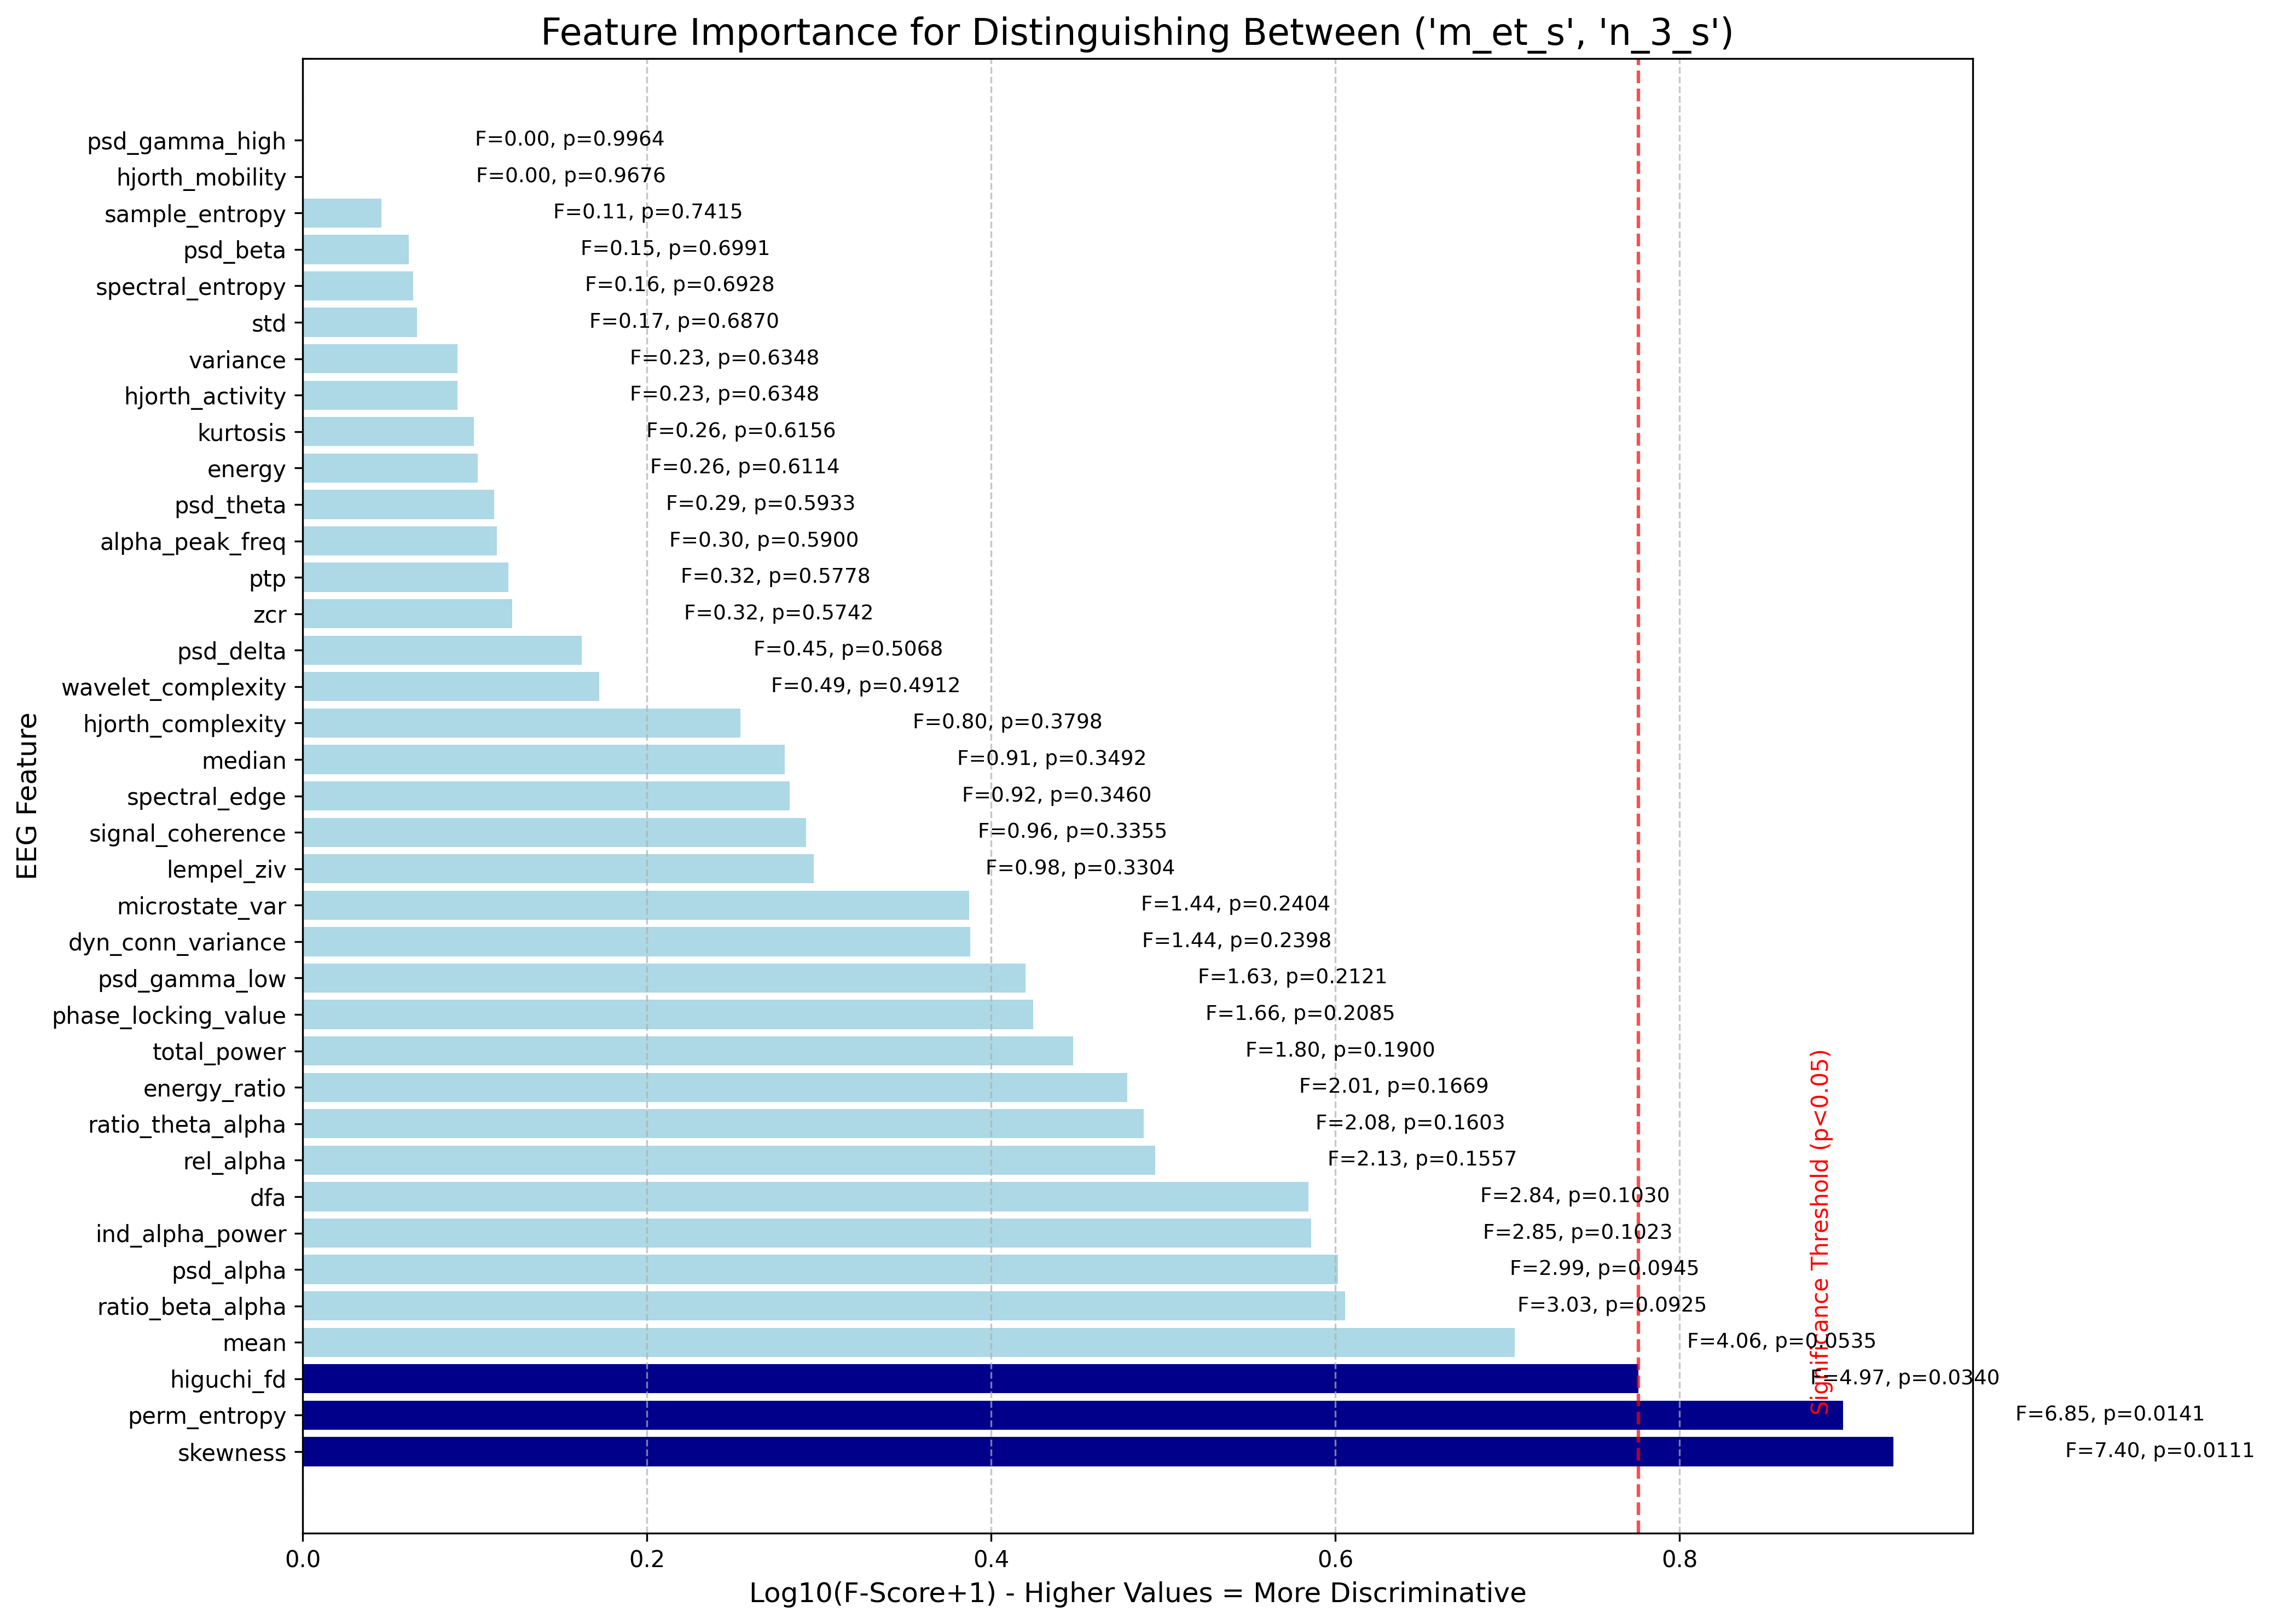 Feature Importance for Distinguishing Between ('m_et_s', 'n_3_s')
psd_gamma_high F=0.00, p=0.9964
hjorth_mobility F=0.00, p=0.9676
sample_entropy F=0.11, p=0.7415
psd_beta F=0.15, p=0.6991
spectral_entropy F=0.16, p=0.6928
std F=0.17, p=0.6870
variance F=0.23, p=0.6348
hjorth_activity F=0.23, p=0.6348
kurtosis F=0.26, p=0.6156
energy F=0.26, p=0.6114
psd_theta F=0.29, p=0.5933
alpha_peak_freq F=0.30, p=0.5900
ptp F=0.32, p=0.5778
zcr F=0.32, p=0.5742
psd_delta F=0.45, p=0.5068
wavelet_complexity F=0.49, p=0.4912
hjorth_complexity F=0.80, p=0.3798
median F=0.91, p=0.3492
spectral_edge F=0.92, p=0.3460
signal_coherence F=0.96, p=0.3355
lempel_ziv F=0.98, p=0.3304
microstate_var F=1.44, p=0.2404
dyn_conn_variance F=1.44, p=0.2398
psd_gamma_low F=1.63, p=0.2121
phase_locking_value F=1.66, p=0.2085
total_power F=1.80, p=0.1900
energy_ratio F=2.01, p=0.1669
ratio_theta_alpha F=2.08, p=0.1603
rel_alpha F=2.13, p=0.1557
dfa F=2.84, p=0.1030
ind_alpha_power F=2.85, p=0.1023
psd_alpha F=2.99, p=0.0945
ratio_beta_alpha F=3.03, p=0.0925
mean F=4.06, p=0.0535
higuchi_fd F=4.97, p=0.0340
perm_entropy F=6.85, p=0.0141
skewness F=7.40, p=0.0111
EEG Feature
Significance Threshold (p<0.05)
0.0 0.2 0.4 0.6 0.8
Log10(F-Score+1) - Higher Values = More Discriminative